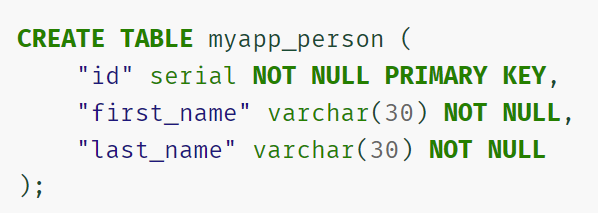 CREATE TABLE myapp_person (
    "id" serial NOT NULL PRIMARY KEY,
    "first_name" varchar(30) NOT NULL,
    "last_name" varchar(30) NOT NULL
);